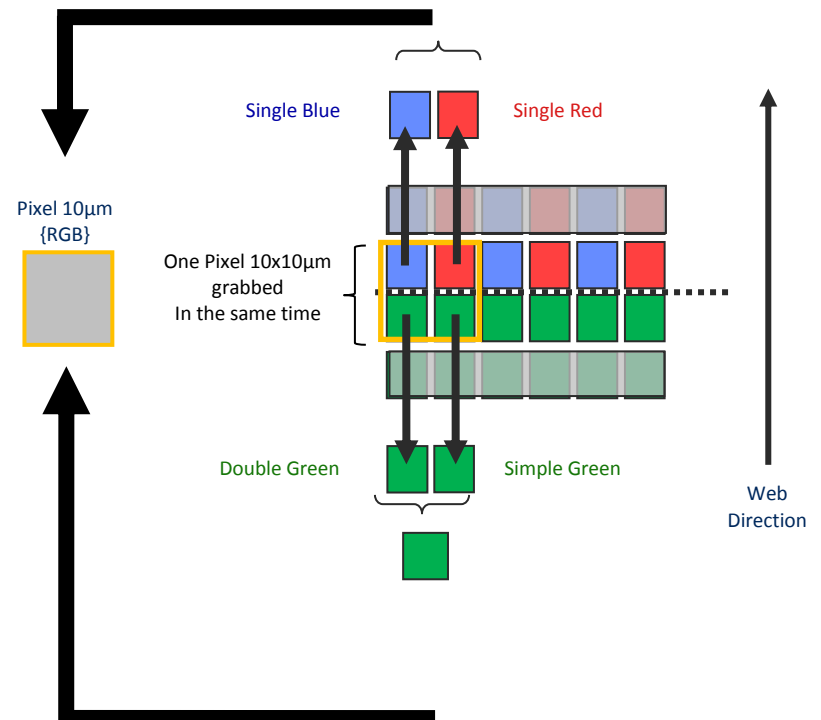 Single Blue
Single Red
Pixel 10µm
{RGB}
One Pixel 10x10µm
grabbed
In the same time
Double Green
Simple Green
Web
Direction